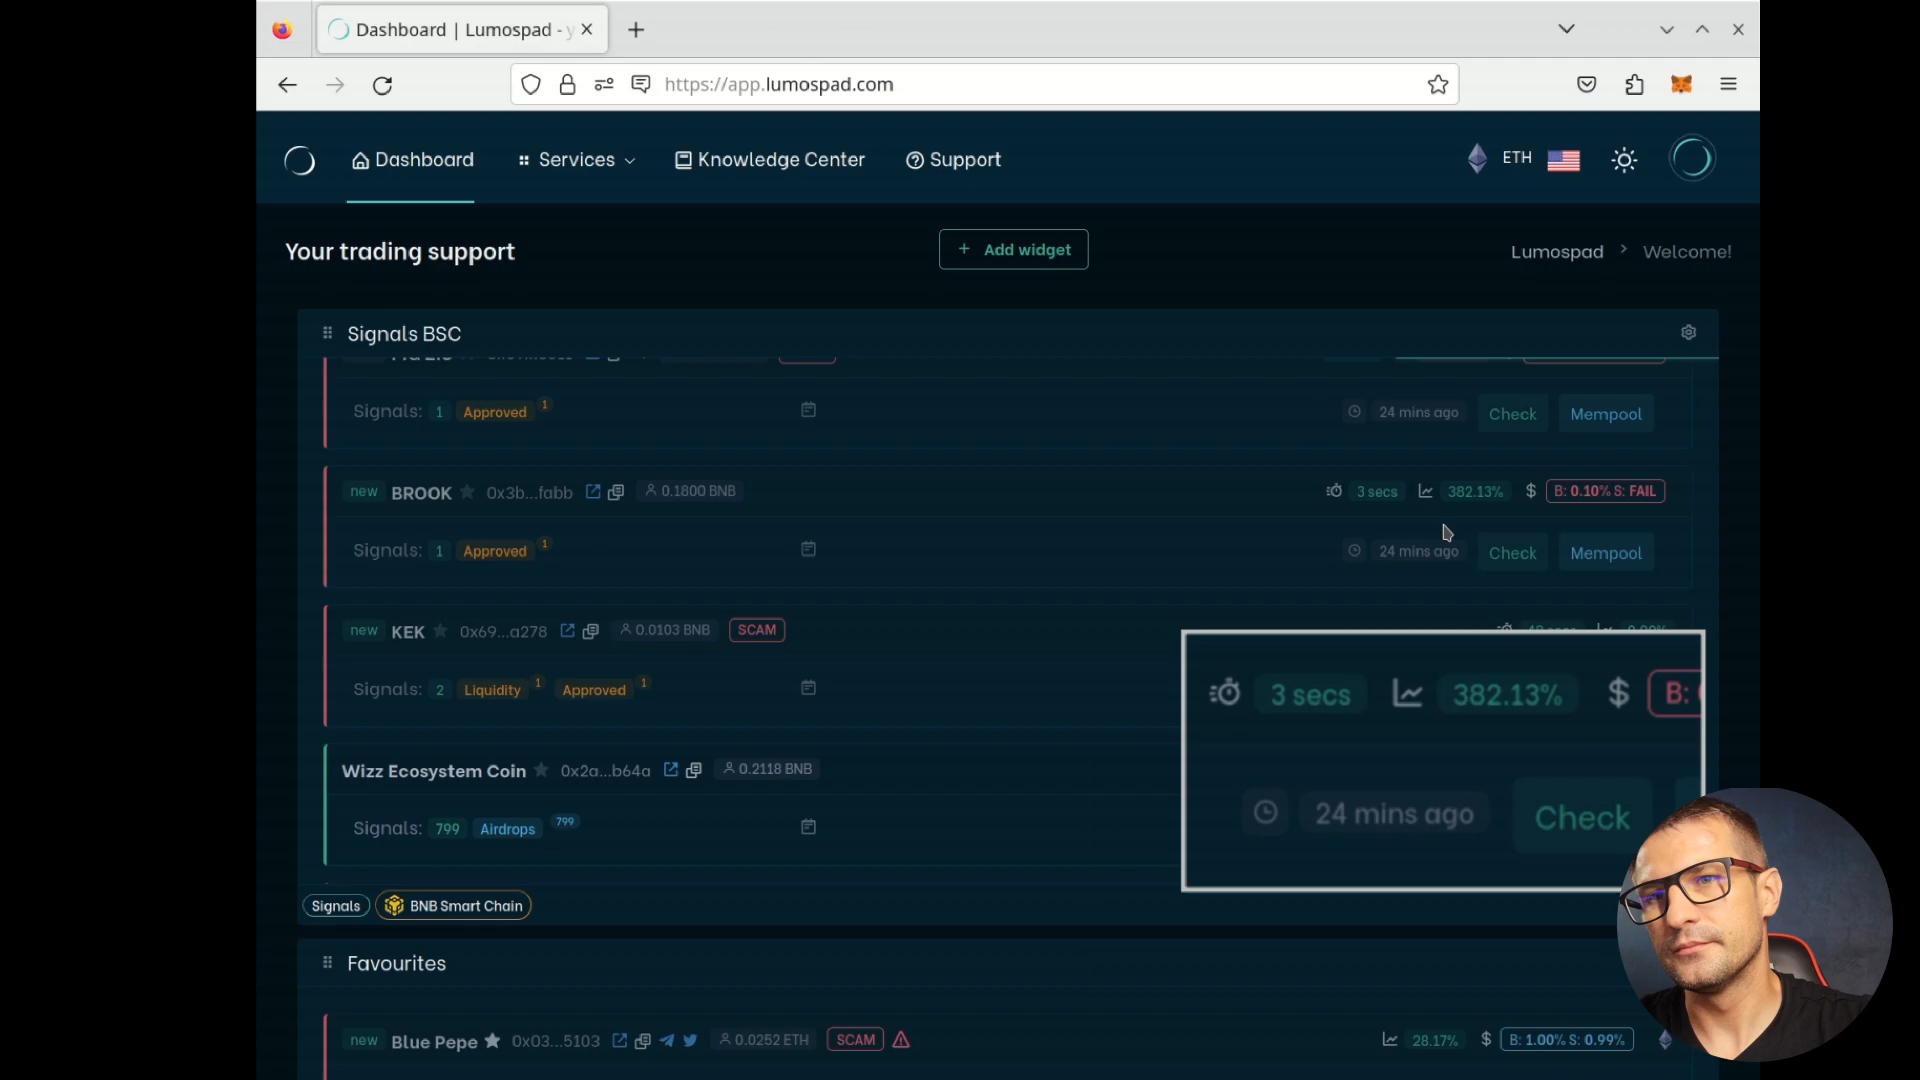 Dashboard | Lumospad - y
https://app.lumospad.com
Dashboard
Services
Knowledge Center
Support
ETH
Your trading support
+ Add widget
Lumospad > Welcome!
Signals BSC
Signals: 1 Approved 1
24 mins ago
Check
Mempool
new BROOK 0x3b...fabb 0.1800 BNB
3 secs 382.13% $ B: 0.10% S: FAIL
Signals: 1 Approved 1
24 mins ago
Check
Mempool
new KEK 0x69...a278 0.0103 BNB SCAM
Signals: 2 Liquidity 1 Approved 1
3 secs 382.13% $ B:
24 mins ago Check
Wizz Ecosystem Coin 0x2a...b64a 0.2118 BNB
Signals: 799 Airdrops 799
Signals BNB Smart Chain
Favourites
new Blue Pepe 0x03...5103 0.0252 ETH SCAM
28.17% $ B: 1.00% S: 0.99%